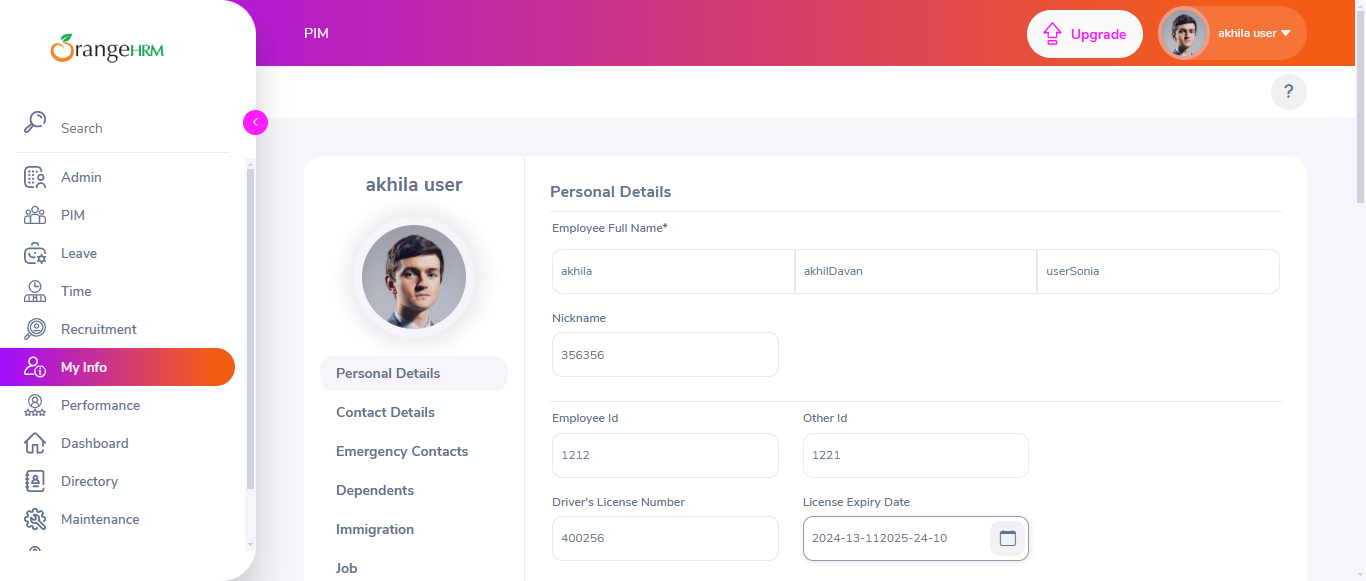 OrangeHRM
PIM
Upgrade
akhila user
?
Search
Admin
PIM
Leave
Time
Recruitment
My Info
Performance
Dashboard
Directory
Maintenance
akhila user
Personal Details
Contact Details
Emergency Contacts
Dependents
Immigration
Job
Personal Details
Employee Full Name*
akhila akhilDavan userSonia
Nickname
356356
Employee Id Other Id
1212 1221
Driver's License Number License Expiry Date
400256 2024-13-112025-24-10